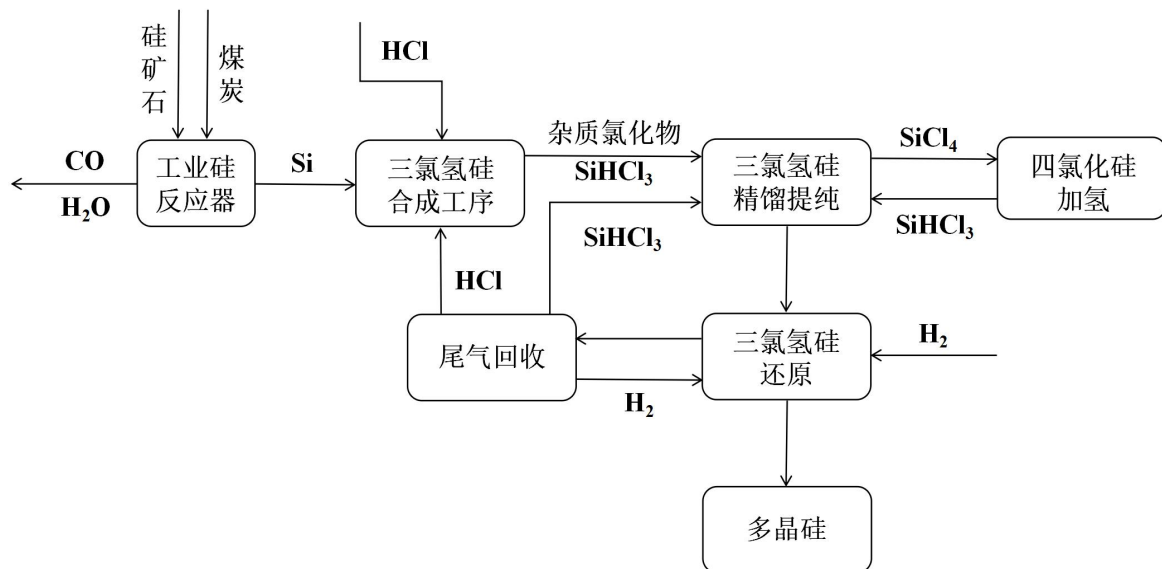 硅矿石
煤炭
HCl
CO
H₂O
工业硅
反应器
Si
三氯氢硅
合成工序
杂质氯化物
SiHCl₃
三氯氢硅
精馏提纯
SiCl₄
SiHCl₃
四氯化硅
加氢
HCl
SiHCl₃
尾气回收
H₂
三氯氢硅
还原
H₂
多晶硅